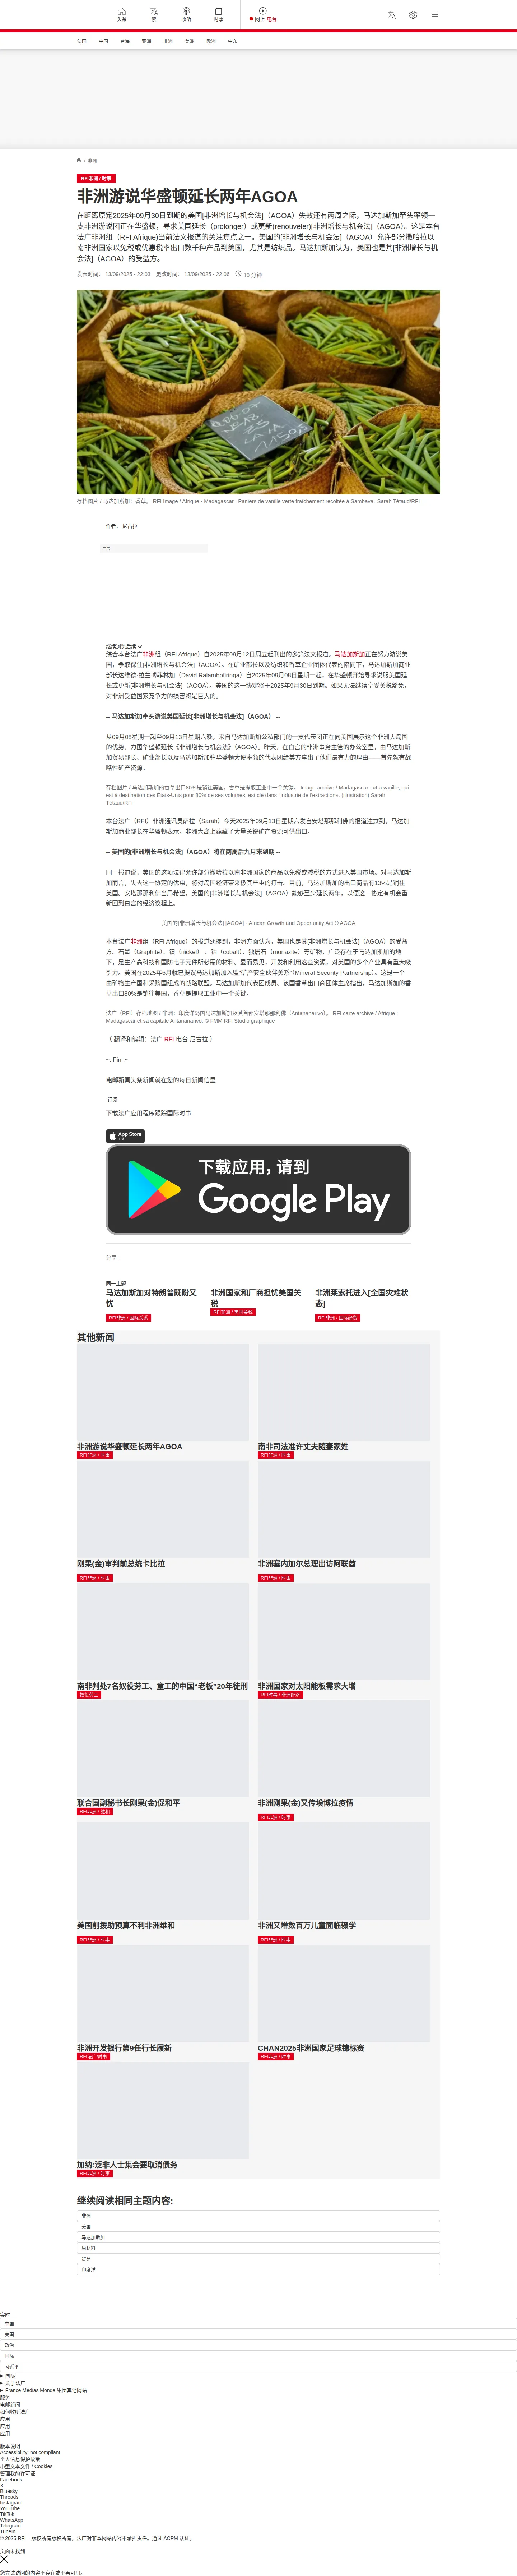 头条
繁
收听
时事
网上 电台
法国
中国
台海
亚洲
非洲
美洲
欧洲
中东
/ 非洲
RFI非洲 / 时事
非洲游说华盛顿延长两年AGOA
在距离原定2025年09月30日到期的美国[非洲增长与机会法]（AGOA）失效还有两周之际，马达加斯加牵头率领一
支非洲游说团正在华盛顿，寻求美国延长（prolonger）或更新(renouveler)[非洲增长与机会法]（AGOA）。这是本台
法广非洲组（RFI Afrique)当前法文报道的关注焦点之一。美国的[非洲增长与机会法]（AGOA）允许部分撒哈拉以
南非洲国家以免税或优惠税率出口数千种产品到美国，尤其是纺织品。马达加斯加认为，美国也是其[非洲增长与机
会法]（AGOA）的受益方。
发表时间： 13/09/2025 - 22:03 更改时间： 13/09/2025 - 22:06 10 分钟
存档图片 / 马达加斯加：香草。 RFI Image / Afrique - Madagascar : Paniers de vanille verte fraîchement récoltée à Sambava. Sarah Tétaud/RFI
作者： 尼古拉
广告
继续浏览后续
综合本台法广非洲组（RFI Afrique）自2025年09月12日周五起刊出的多篇法文报道。马达加斯加正在努力游说美
国，争取保住[非洲增长与机会法]（AGOA）。在矿业部长以及纺织和香草企业团体代表的陪同下，马达加斯加商业
部长达维德·拉兰博菲林加（David Ralambofiringa）自2025年09月08日星期一起，在华盛顿开始寻求说服美国延
长或更新[非洲增长与机会法]（AGOA）。美国的这一协定将于2025年9月30日到期。如果无法继续享受关税豁免，
对非洲受益国家竞争力的损害将是巨大的。
-- 马达加斯加牵头游说美国延长[非洲增长与机会法]（AGOA） --
从09月08星期一起至09月13日星期六晚，来自马达加斯加公私部门的一支代表团正在向美国展示这个非洲大岛国
的优势，力图华盛顿延长《非洲增长与机会法》（AGOA）。昨天，在白宫的非洲事务主管的办公室里，由马达加斯
加贸易部长、矿业部长以及马达加斯加驻华盛顿大使率领的代表团给美方拿出了他们最有力的理由——首先就有战
略性矿产资源。
存档图片 / 马达加斯加的香草出口80%是销往美国，香草是提取工业中一个关键。 Image archive / Madagascar : «La vanille, qui
est à destination des États-Unis pour 80% de ses volumes, est clé dans l'industrie de l'extraction». (Illustration) Sarah
Tétaud/RFI
本台法广（RFI）非洲通讯员萨拉（Sarah）今天2025年09月13日星期六发自安塔那那利佛的报道注意到，马达加
斯加商业部长在华盛顿表示，非洲大岛上蕴藏了大量关键矿产资源可供出口。
-- 美国的[非洲增长与机会法]（AGOA）将在两周后九月末到期 --
同一报道说，美国的这项法律允许部分撒哈拉以南非洲国家的商品以免税或减税的方式进入美国市场。对马达加斯
加而言，失去这一协定的优惠，将对岛国经济带来极其严重的打击。目前，马达加斯加的出口商品有13%是销往
美国。安塔那那利佛当局希望，美国的[非洲增长与机会法]（AGOA）能够至少延长两年，以便这一协定有机会重
新回到白宫的经济议程上。
美国的[非洲增长与机会法] [AGOA] - African Growth and Opportunity Act © AGOA
本台法广非洲组（RFI Afrique）的报道还提到，非洲方面认为，美国也是其[非洲增长与机会法]（AGOA）的受益
方。石墨（Graphite）、镍（nickel） 、钴（cobalt）、独居石（monazite）等矿物，广泛存在于马达加斯加的地
下，是生产高科技和国防电子元件所必需的材料。显而易见，开发和利用这些资源，对美国的多个产业具有重大吸
引力。美国在2025年6月就已提议马达加斯加入盟“矿产安全伙伴关系”（Mineral Security Partnership），这是一个
由矿物生产国和采购国组成的战略联盟。马达加斯加代表团成员、该国香草出口商团体主席指出，马达加斯加的香
草出口80%是销往美国，香草是提取工业中一个关键。
法广（RFI）存档地图 / 非洲：印度洋岛国马达加斯加及其首都安塔那那利佛（Antananarivo）。 RFI carte archive / Afrique :
Madagascar et sa capitale Antananarivo. © FMM RFI Studio graphique
（ 翻译和编辑：法广 RFI 电台 尼古拉 ）
~. Fin .~
电邮新闻头条新闻就在您的每日新闻信里
订阅
下载法广应用程序跟踪国际时事
App Store
下载应用，请到
Google Play
分享 :
同一主题
马达加斯加对特朗普既盼又
忧
RFI非洲 / 国际关系
非洲国家和厂商担忧美国关
税
RFI非洲 / 美国关税
非洲莱索托进入[全国灾难状
态]
RFI非洲 / 国际经贸
其他新闻
非洲游说华盛顿延长两年AGOA
RFI非洲 / 时事
南非司法准许丈夫随妻家姓
RFI非洲 / 时事
刚果(金)审判前总统卡比拉
RFI非洲 / 时事
非洲塞内加尔总理出访阿联酋
RFI非洲 / 时事
南非判处7名奴役劳工、童工的中国“老板”20年徒刑
奴役劳工
非洲国家对太阳能板需求大增
RFI时事 / 非洲经济
联合国副秘书长刚果(金)促和平
RFI非洲 / 维和
非洲刚果(金)又传埃博拉疫情
RFI非洲 / 时事
美国削援助预算不利非洲维和
RFI非洲 / 时事
非洲又增数百万儿童面临辍学
RFI非洲 / 时事
非洲开发银行第9任行长履新
RFI法广/时事
CHAN2025非洲国家足球锦标赛
RFI非洲 / 时事
加纳:泛非人士集会要取消债务
RFI非洲 / 时事
继续阅读相同主题内容:
非洲
美国
马达加斯加
原材料
贸易
印度洋
实时
中国
美国
政治
国际
习近平
国际
关于法广
France Médias Monde 集团其他网站
服务
电邮新闻
如何收听法广
应用
应用
应用
版本说明
Accessibility: not compliant
个人信息保护政策
小型文本文件 / Cookies
管理我的许可证
Facebook
X
Bluesky
Threads
Instagram
YouTube
TikTok
WhatsApp
Telegram
TuneIn
© 2025 RFI – 版权所有版权所有。法广对非本网站内容不承担责任。通过 ACPM 认证。
页面未找到
您尝试访问的内容不存在或不再可用。